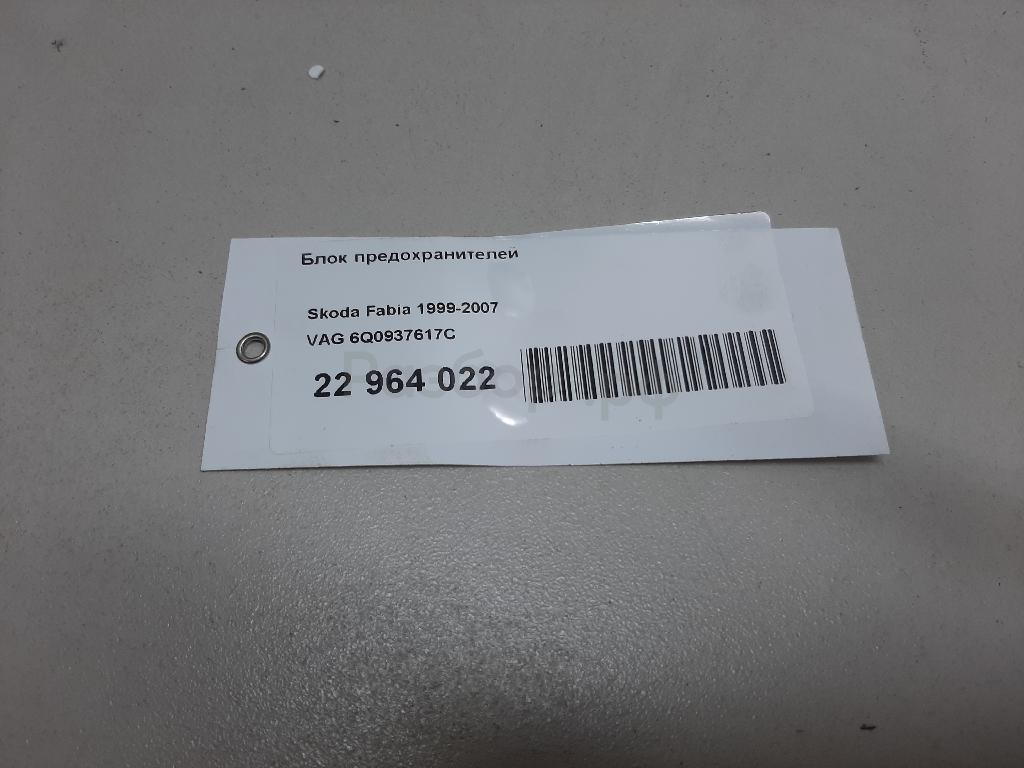 Блок предохранителей
Skoda Fabia 1999-2007
VAG 6Q0937617C
22 964 022